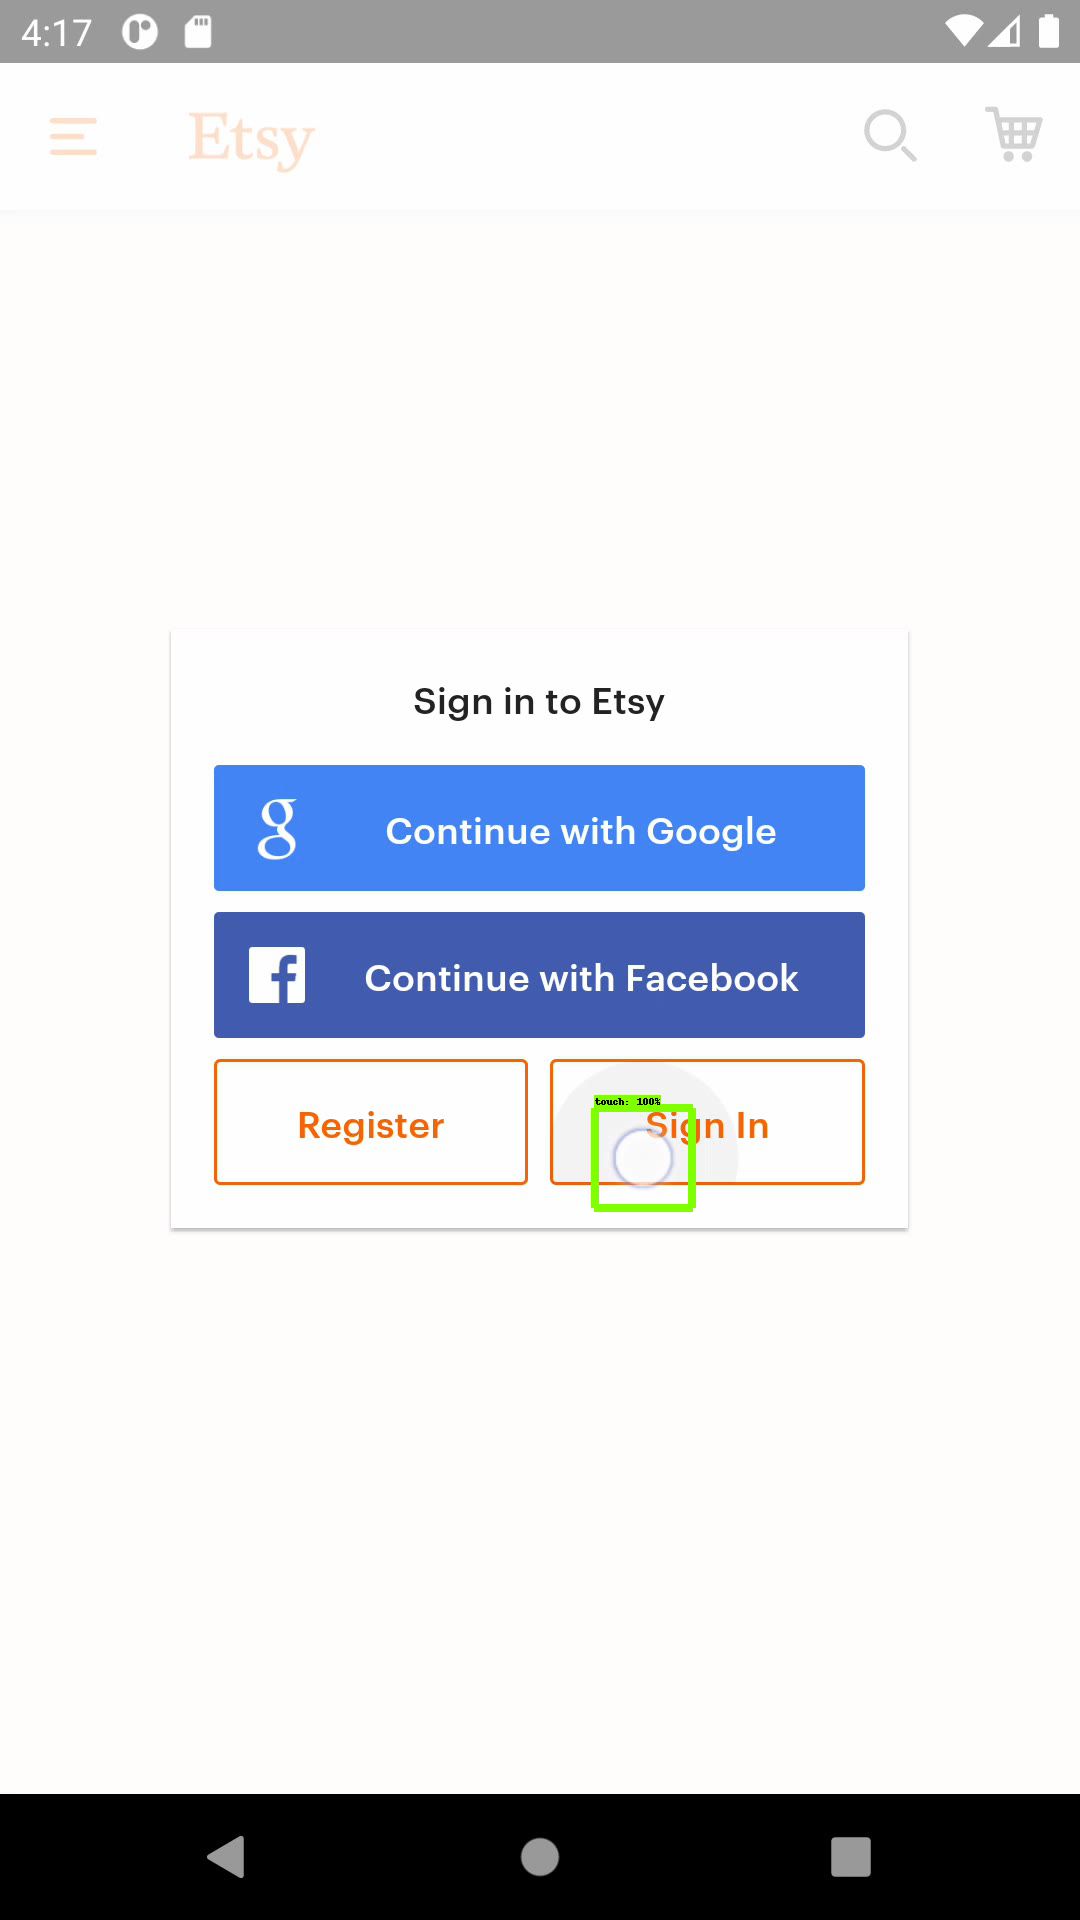 4:17
Etsy
Sign in to Etsy
g Continue with Google
f Continue with Facebook
Register
touch: 100%
Sign In